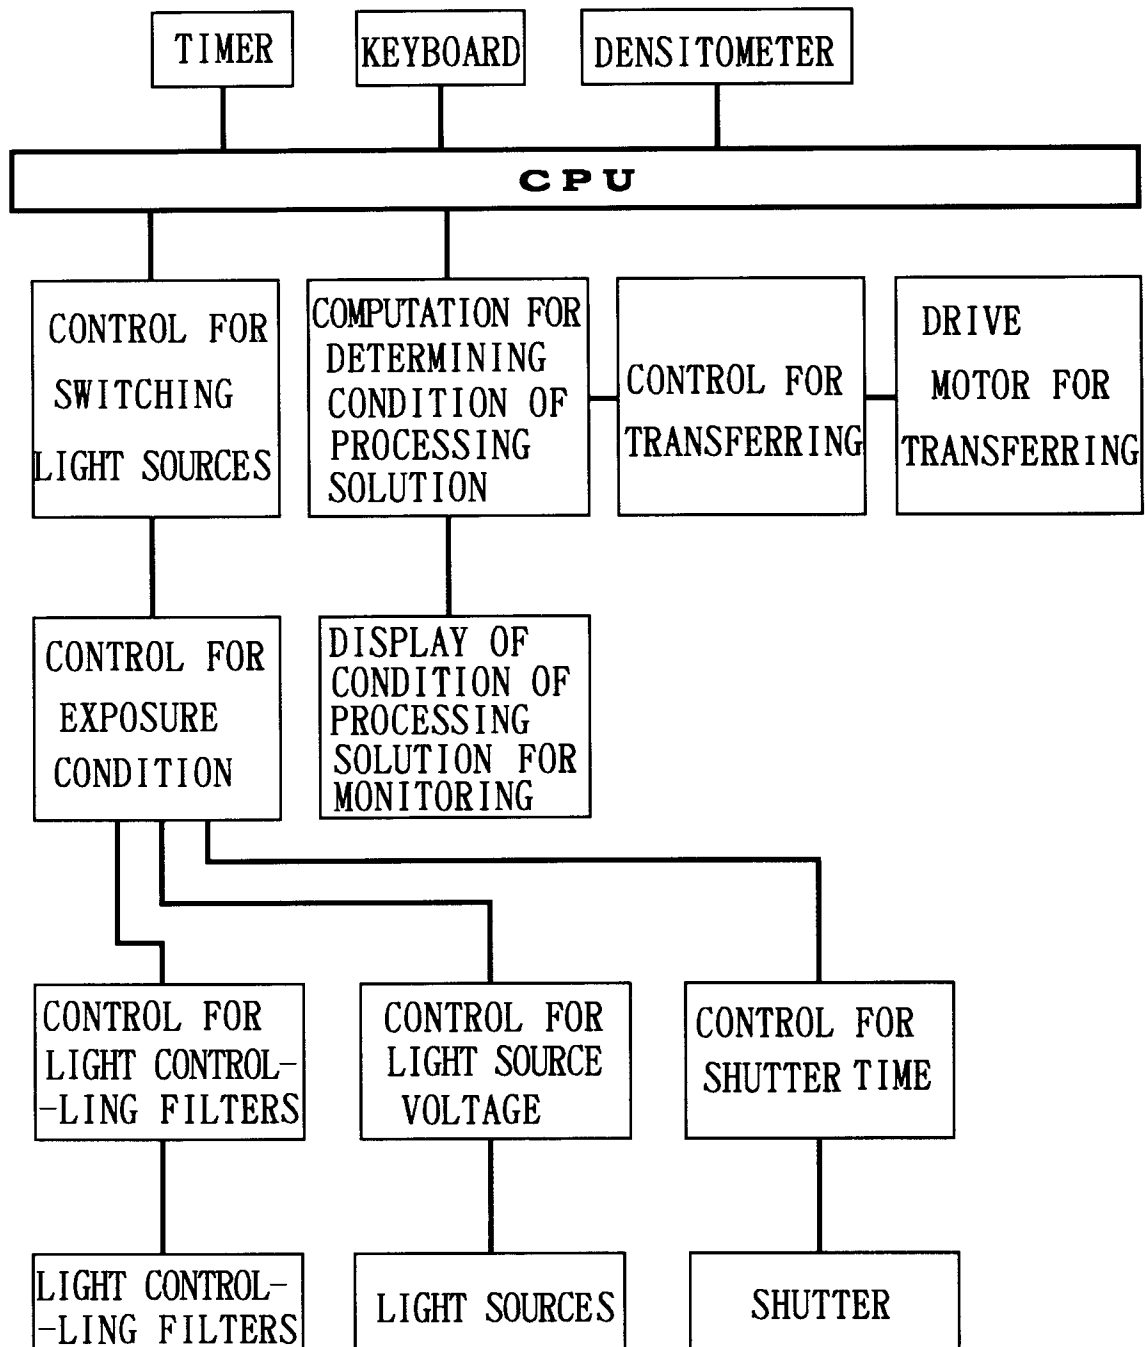 TIMER
KEYBOARD
DENSITOMETER
CPU
CONTROL FOR
SWITCHING
LIGHT SOURCES
COMPUTATION FOR
DETERMINING
CONDITION OF
PROCESSING
SOLUTION
CONTROL FOR
TRANSFERRING
DRIVE
MOTOR FOR
TRANSFERRING
CONTROL FOR
EXPOSURE
CONDITION
DISPLAY OF
CONDITION OF
PROCESSING
SOLUTION FOR
MONITORING
CONTROL FOR
LIGHT CONTROL-
-LING FILTERS
CONTROL FOR
LIGHT SOURCE
VOLTAGE
CONTROL FOR
SHUTTER TIME
LIGHT CONTROL-
-LING FILTERS
LIGHT SOURCES
SHUTTER